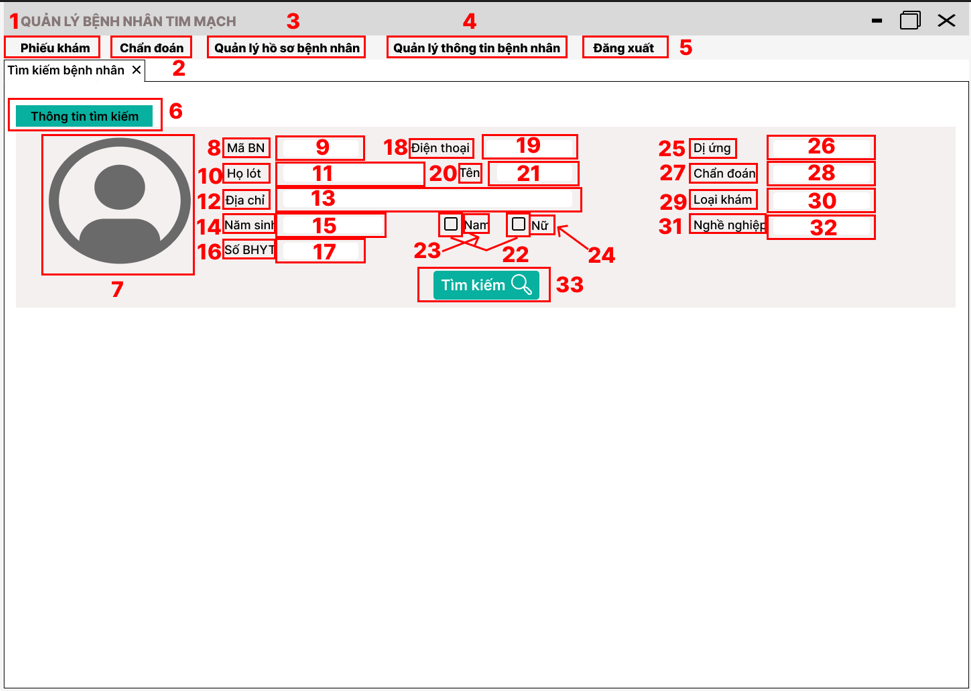 1 QUẢN LÝ BỆNH NHÂN TIM MẠCH 3 4
Phiếu khám Chẩn đoán Quản lý hồ sơ bệnh nhân Quản lý thông tin bệnh nhân Đăng xuất 5
Tìm kiếm bệnh nhân × 2
Thông tin tìm kiếm 6
8 Mã BN 9 18 Điện thoại 19 25 Dị ứng 26
10 Họ lót 11 20 Tên 21 27 Chẩn đoán 28
12 Địa chỉ 13 29 Loại khám 30
14 Năm sinh 15 Nam Nữ 31 Nghề nghiệp 32
16 Số BHYT 17 23 22 24
7 Tìm kiếm 33